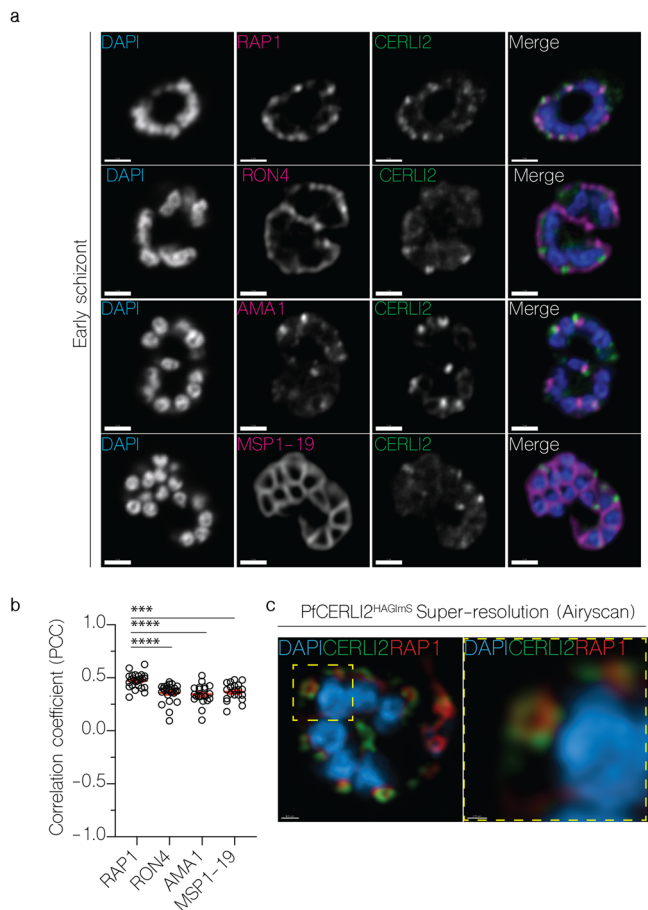 a
DAPI RAP1 CERLI2 Merge
DAPI RON4 CERLI2 Merge
Early schizont
DAPI AMA1 CERLI2 Merge
DAPI MSP1-19 CERLI2 Merge
b
***
****
****
1.0
0.5
0.0
-0.5
-1.0
Correlation coefficient (PCC)
RAP1
RON4
AMA1
MSP1-19
c
PfCERLI2HAGlmS Super-resolution (Airyscan)
DAPICERLI2RAP1 DAPICERLI2RAP1